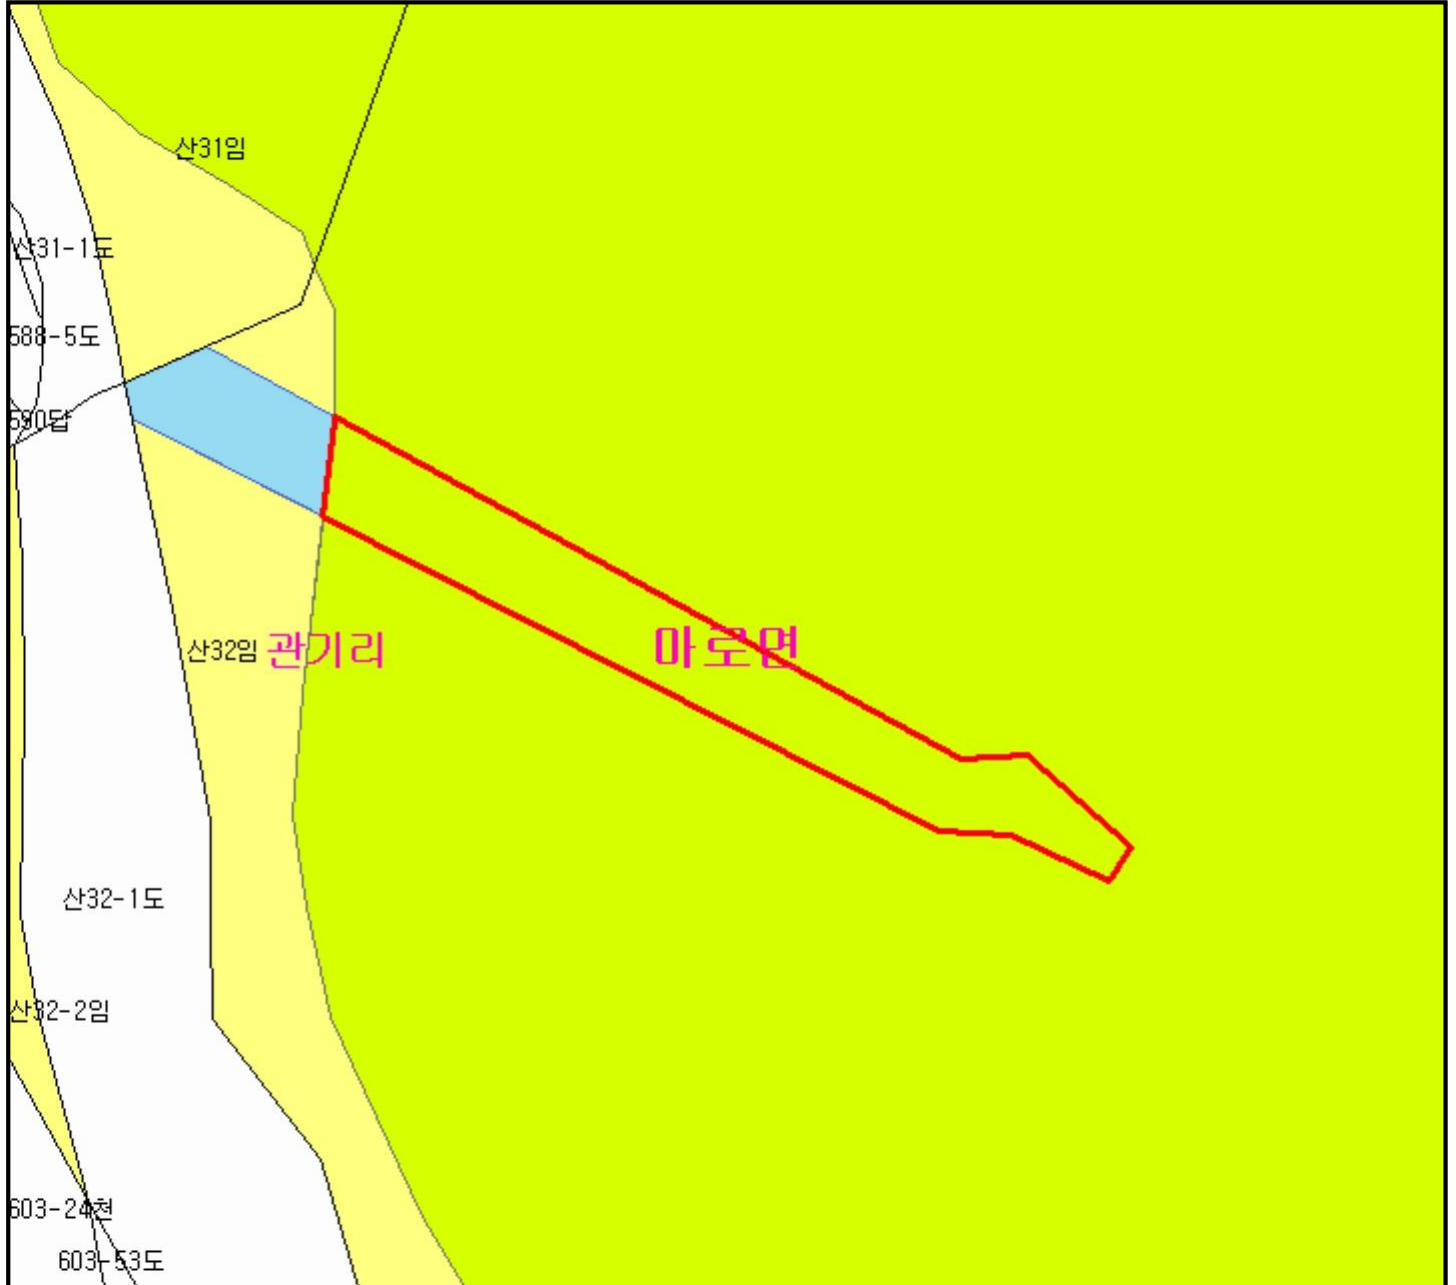 산31임
산31-1도
588-5도
590답
산32임
관기리
마로면
산32-1도
산32-2임
603-24천
603-53도